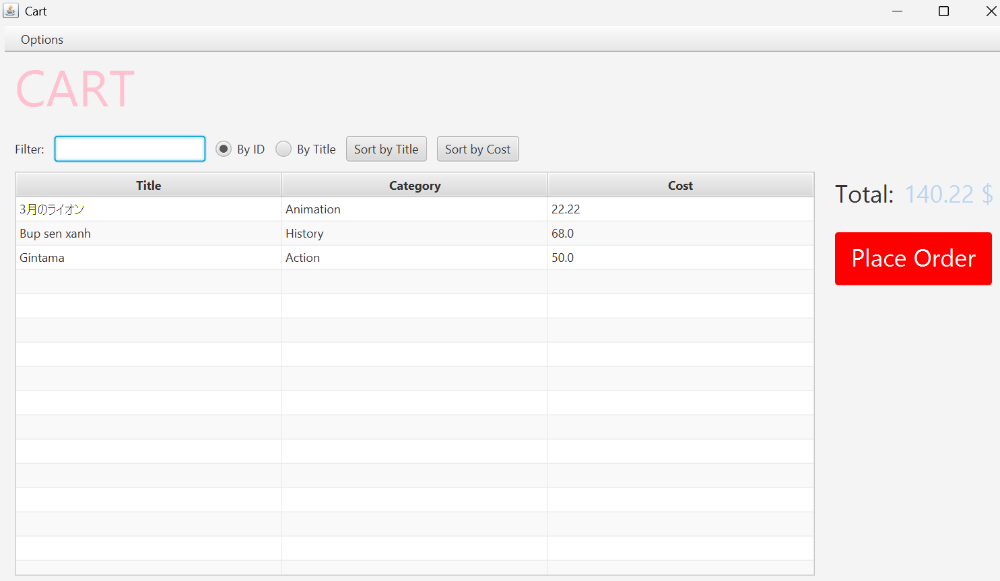 Cart
Options
CART
Filter: By ID By Title Sort by Title Sort by Cost
Title Category Cost
3月のライオン Animation 22.22
Bup sen xanh History 68.0
Gintama Action 50.0
Total: 140.22 $
Place Order